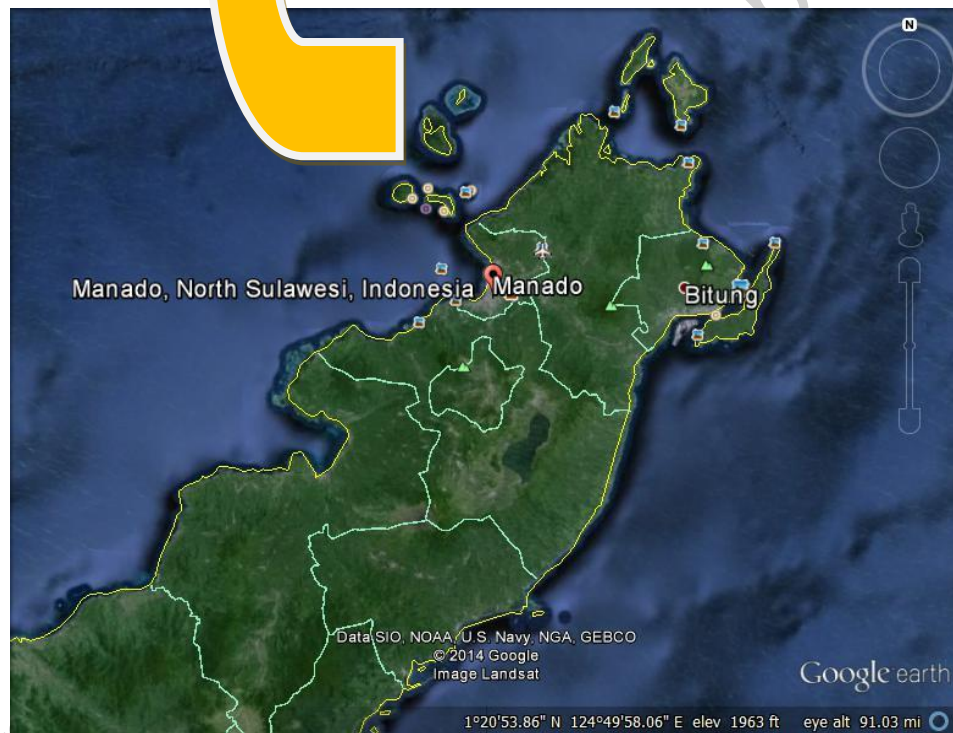 N
Manado, North Sulawesi, Indonesia
Manado
Bitung
Data SIO, NOAA, U.S. Navy, NGA, GEBCO
© 2014 Google
Image Landsat
Google earth
1°20'53.86" N 124°49'58.06" E elev 1963 ft eye alt 91.03 mi